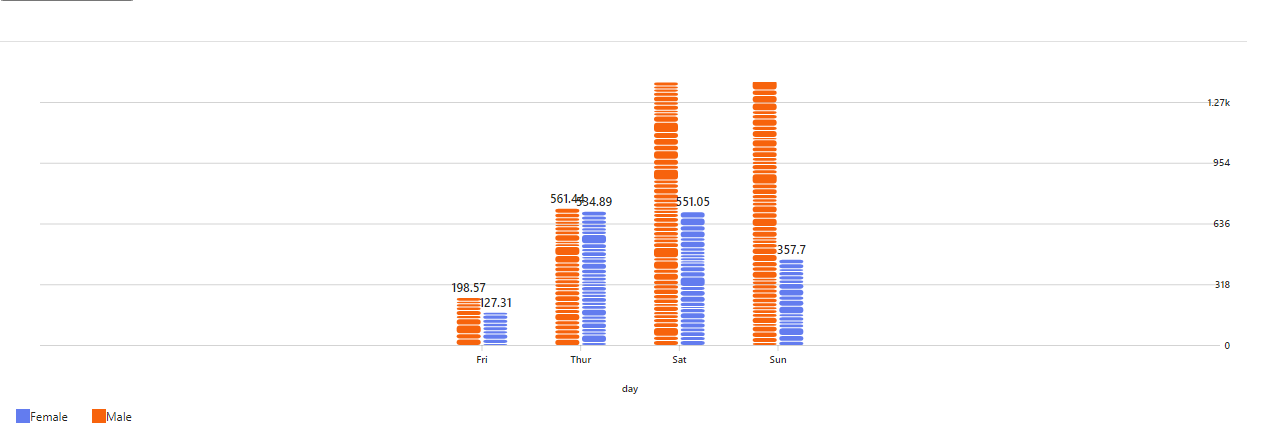 1.27k
954
561.44
534.89
551.05
636
357.7
198.57
318
127.31
0
Fri
Thur
Sat
Sun
day
Female
Male